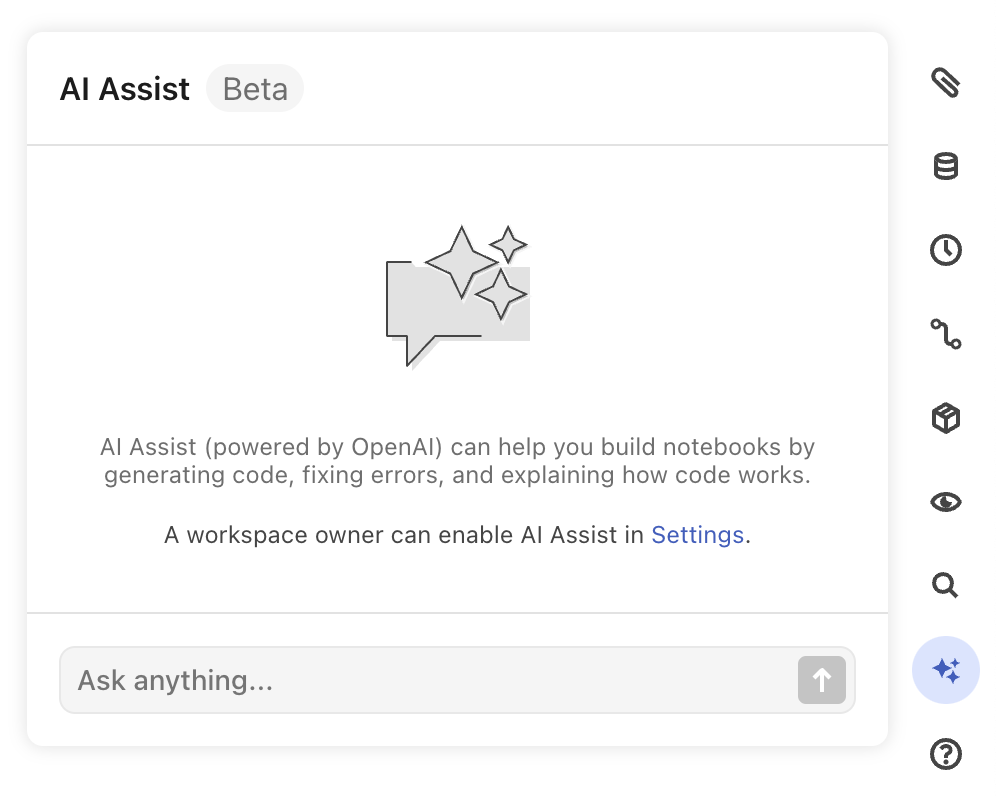 AI Assist Beta
AI Assist (powered by OpenAI) can help you build notebooks by
generating code, fixing errors, and explaining how code works.
A workspace owner can enable AI Assist in Settings.
Ask anything...